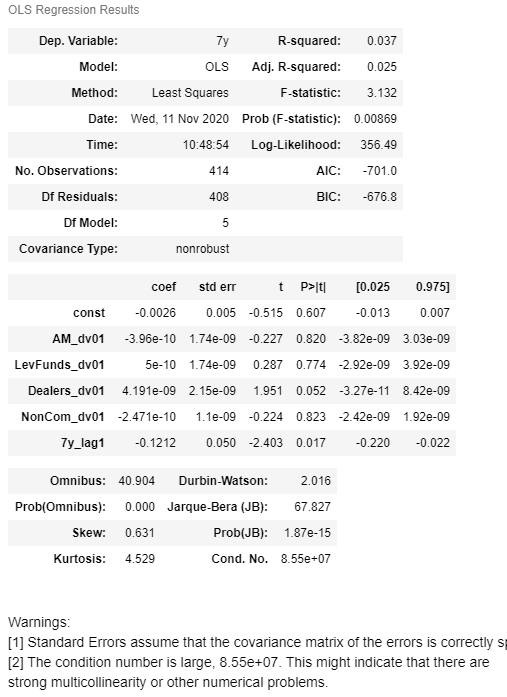 OLS Regression Results
Dep. Variable: 7y R-squared: 0.037
Model: OLS Adj. R-squared: 0.025
Method: Least Squares F-statistic: 3.132
Date: Wed, 11 Nov 2020 Prob (F-statistic): 0.00869
Time: 10:48:54 Log-Likelihood: 356.49
No. Observations: 414 AIC: -701.0
Df Residuals: 408 BIC: -676.8
Df Model: 5
Covariance Type: nonrobust
coef std err t P>|t| [0.025 0.975]
const -0.0026 0.005 -0.515 0.607 -0.013 0.007
AM_dv01 -3.96e-10 1.74e-09 -0.227 0.820 -3.82e-09 3.03e-09
LevFunds_dv01 5e-10 1.74e-09 0.287 0.774 -2.92e-09 3.92e-09
Dealers_dv01 4.191e-09 2.15e-09 1.951 0.052 -3.27e-11 8.42e-09
NonCom_dv01 -2.471e-10 1.1e-09 -0.224 0.823 -2.42e-09 1.92e-09
7y_lag1 -0.1212 0.050 -2.403 0.017 -0.220 -0.022
Omnibus: 40.904 Durbin-Watson: 2.016
Prob(Omnibus): 0.000 Jarque-Bera (JB): 67.827
Skew: 0.631 Prob(JB): 1.87e-15
Kurtosis: 4.529 Cond. No. 8.55e+07
Warnings:
[1] Standard Errors assume that the covariance matrix of the errors is correctly sp
[2] The condition number is large, 8.55e+07. This might indicate that there are
strong multicollinearity or other numerical problems.